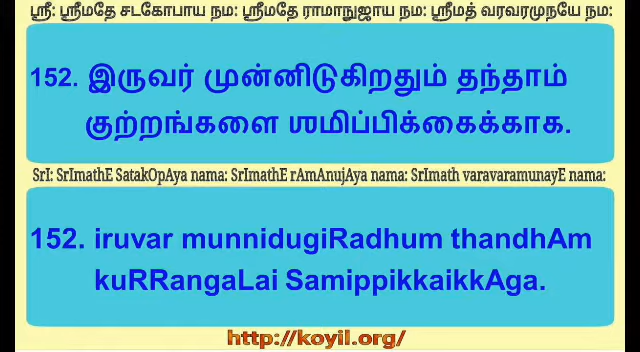 ஸ்ரீ: ஸ்ரீமதே சடகோபாய நம: ஸ்ரீமதே ராமாநுஜாய நம: ஸ்ரீமத் வரவரமுநயே நம:
152. இருவர் முன்னிடுகிறதும் தந்தாம்
குற்றங்களை ஶமிப்பிக்கைக்காக.
SrI: SrImathE SatakOpAya nama: SrImathE rAmAnujAya nama: SrImath varavaramunayE nama:
152. iruvar munnidugiRadhum thandhAm
kuRRangaLai SamippikkaikkAga.
http://koyil.org/